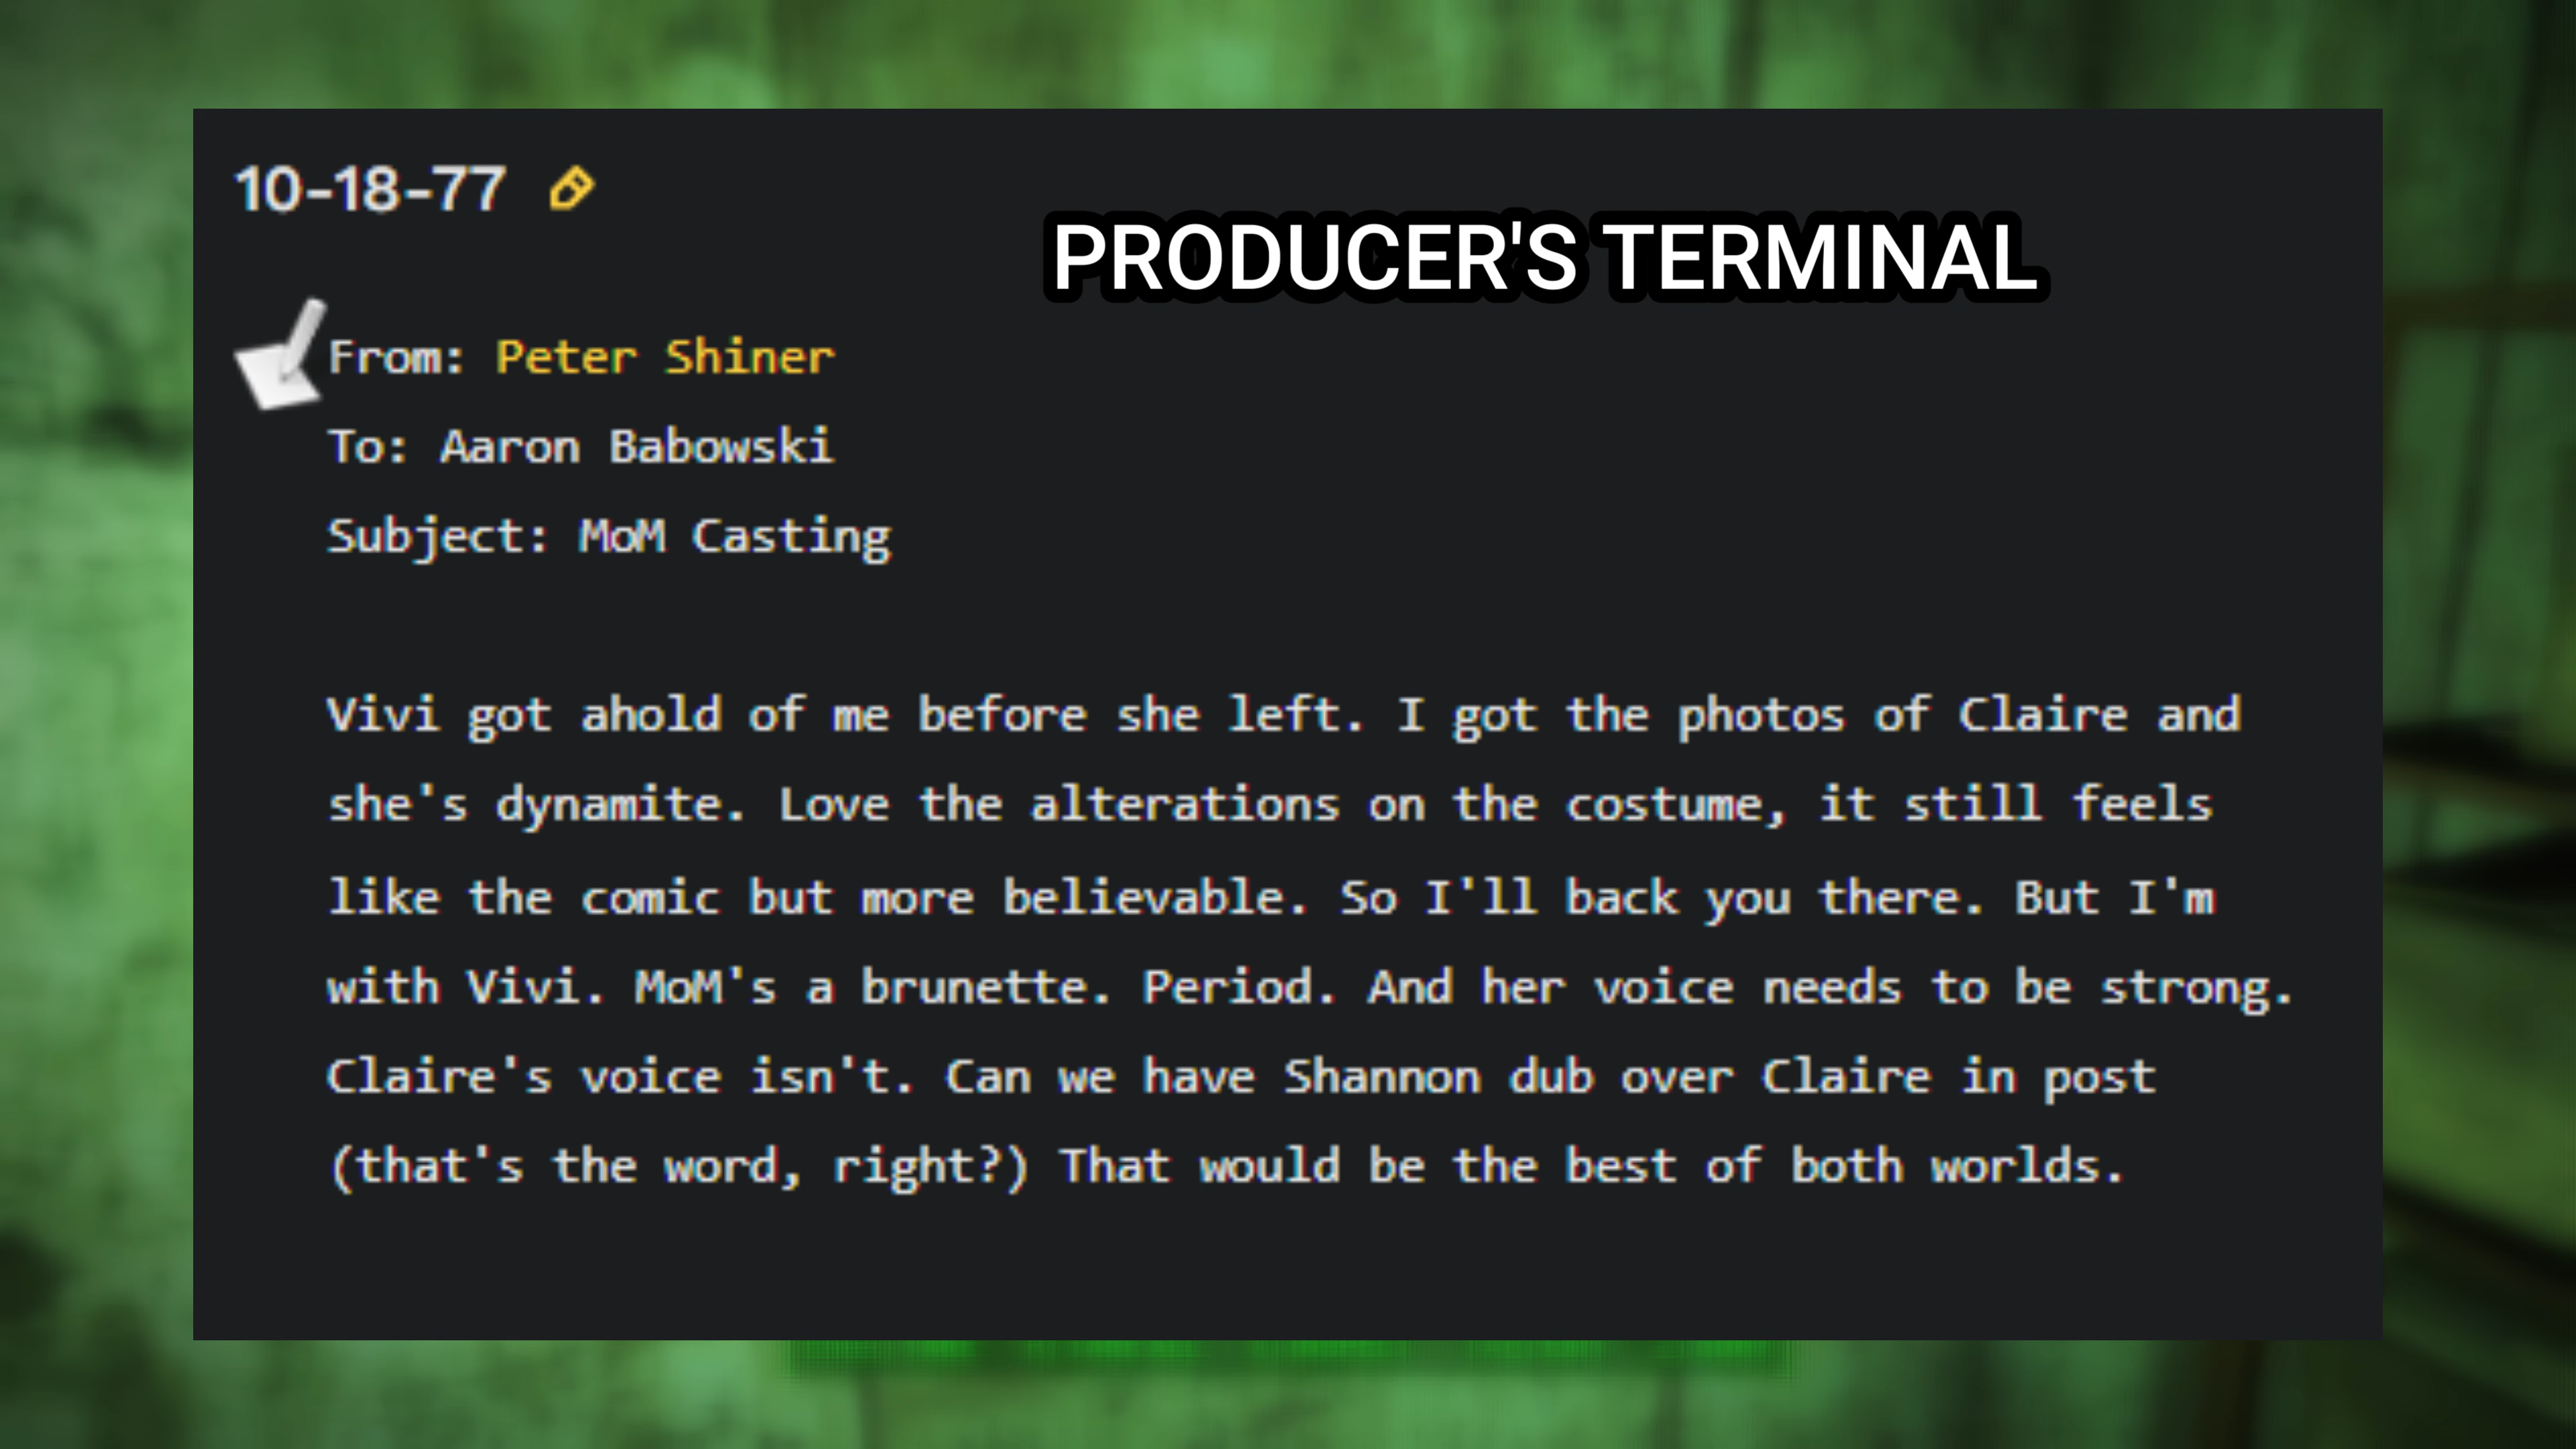 10-18-77
PRODUCER'S TERMINAL
From: Peter Shiner
To: Aaron Babowski
Subject: MoM Casting
Vivi got ahold of me before she left. I got the photos of Claire and
she's dynamite. Love the alterations on the costume, it still feels
like the comic but more believable. So I'll back you there. But I'm
with Vivi. MoM's a brunette. Period. And her voice needs to be strong.
Claire's voice isn't. Can we have Shannon dub over Claire in post
(that's the word, right?) That would be the best of both worlds.